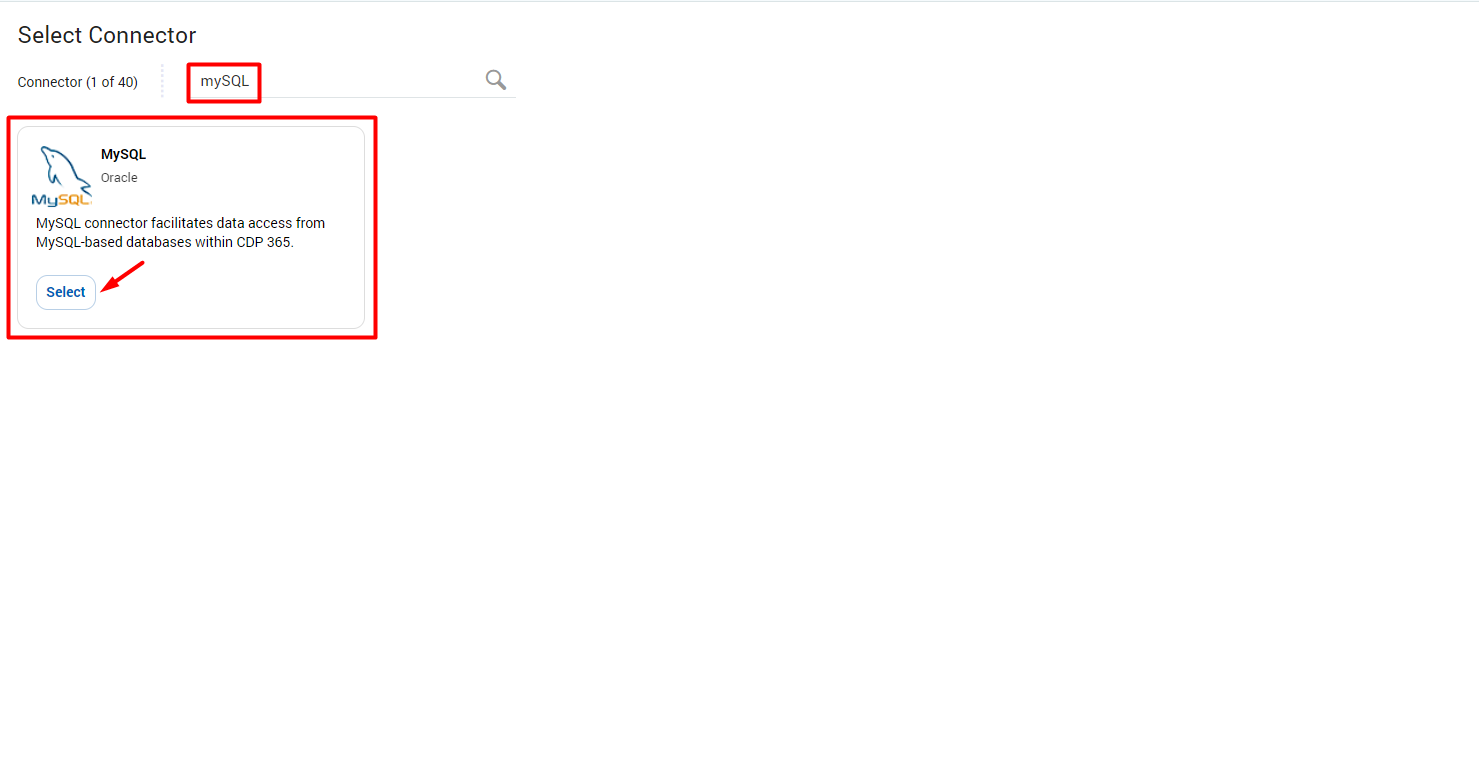 Select Connector
Connector (1 of 40)
mySQL
MySQL
Oracle
MySQL
MySQL connector facilitates data access from
MySQL-based databases within CDP 365.
Select